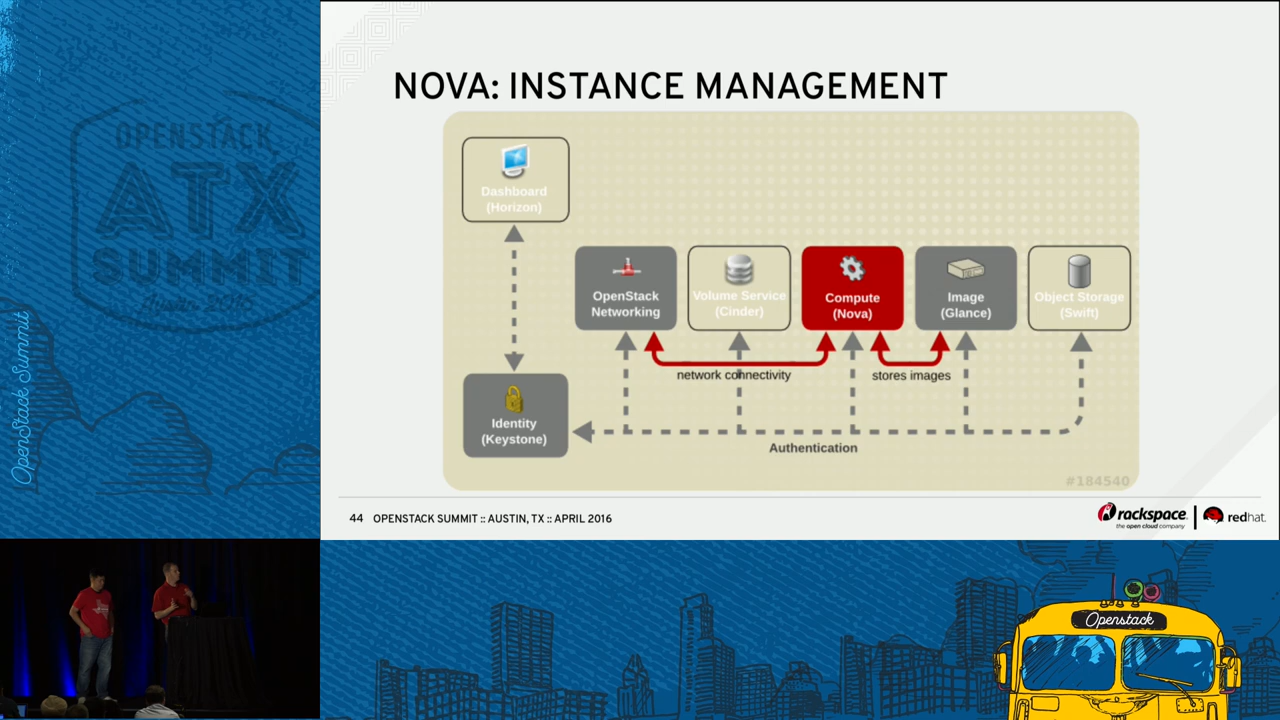 NOVA: INSTANCE MANAGEMENT
OPENSTACK
ATX
SUMMIT
Austin 2016
OpenStack Summit
Dashboard
(Horizon)
OpenStack
Networking
Volume Service
(Cinder)
Compute
(Nova)
Image
(Glance)
Object Storage
(Swift)
network connectivity
stores images
Identity
(Keystone)
Authentication
#184540
44 OPENSTACK SUMMIT :: AUSTIN, TX :: APRIL 2016
rackspace.
the open cloud company
redhat.
Openstack